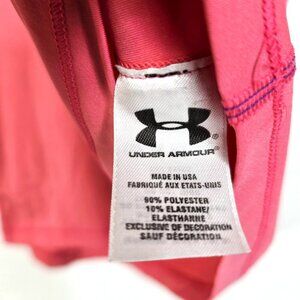 UNDER ARMOUR®
MADE IN USA
FABRIQUÉ AUX ETATS-UNIS
90% POLYESTER
10% ELASTANE/
ELASTHANNE
EXCLUSIVE OF DECORATION
SAUF DÉCORATION